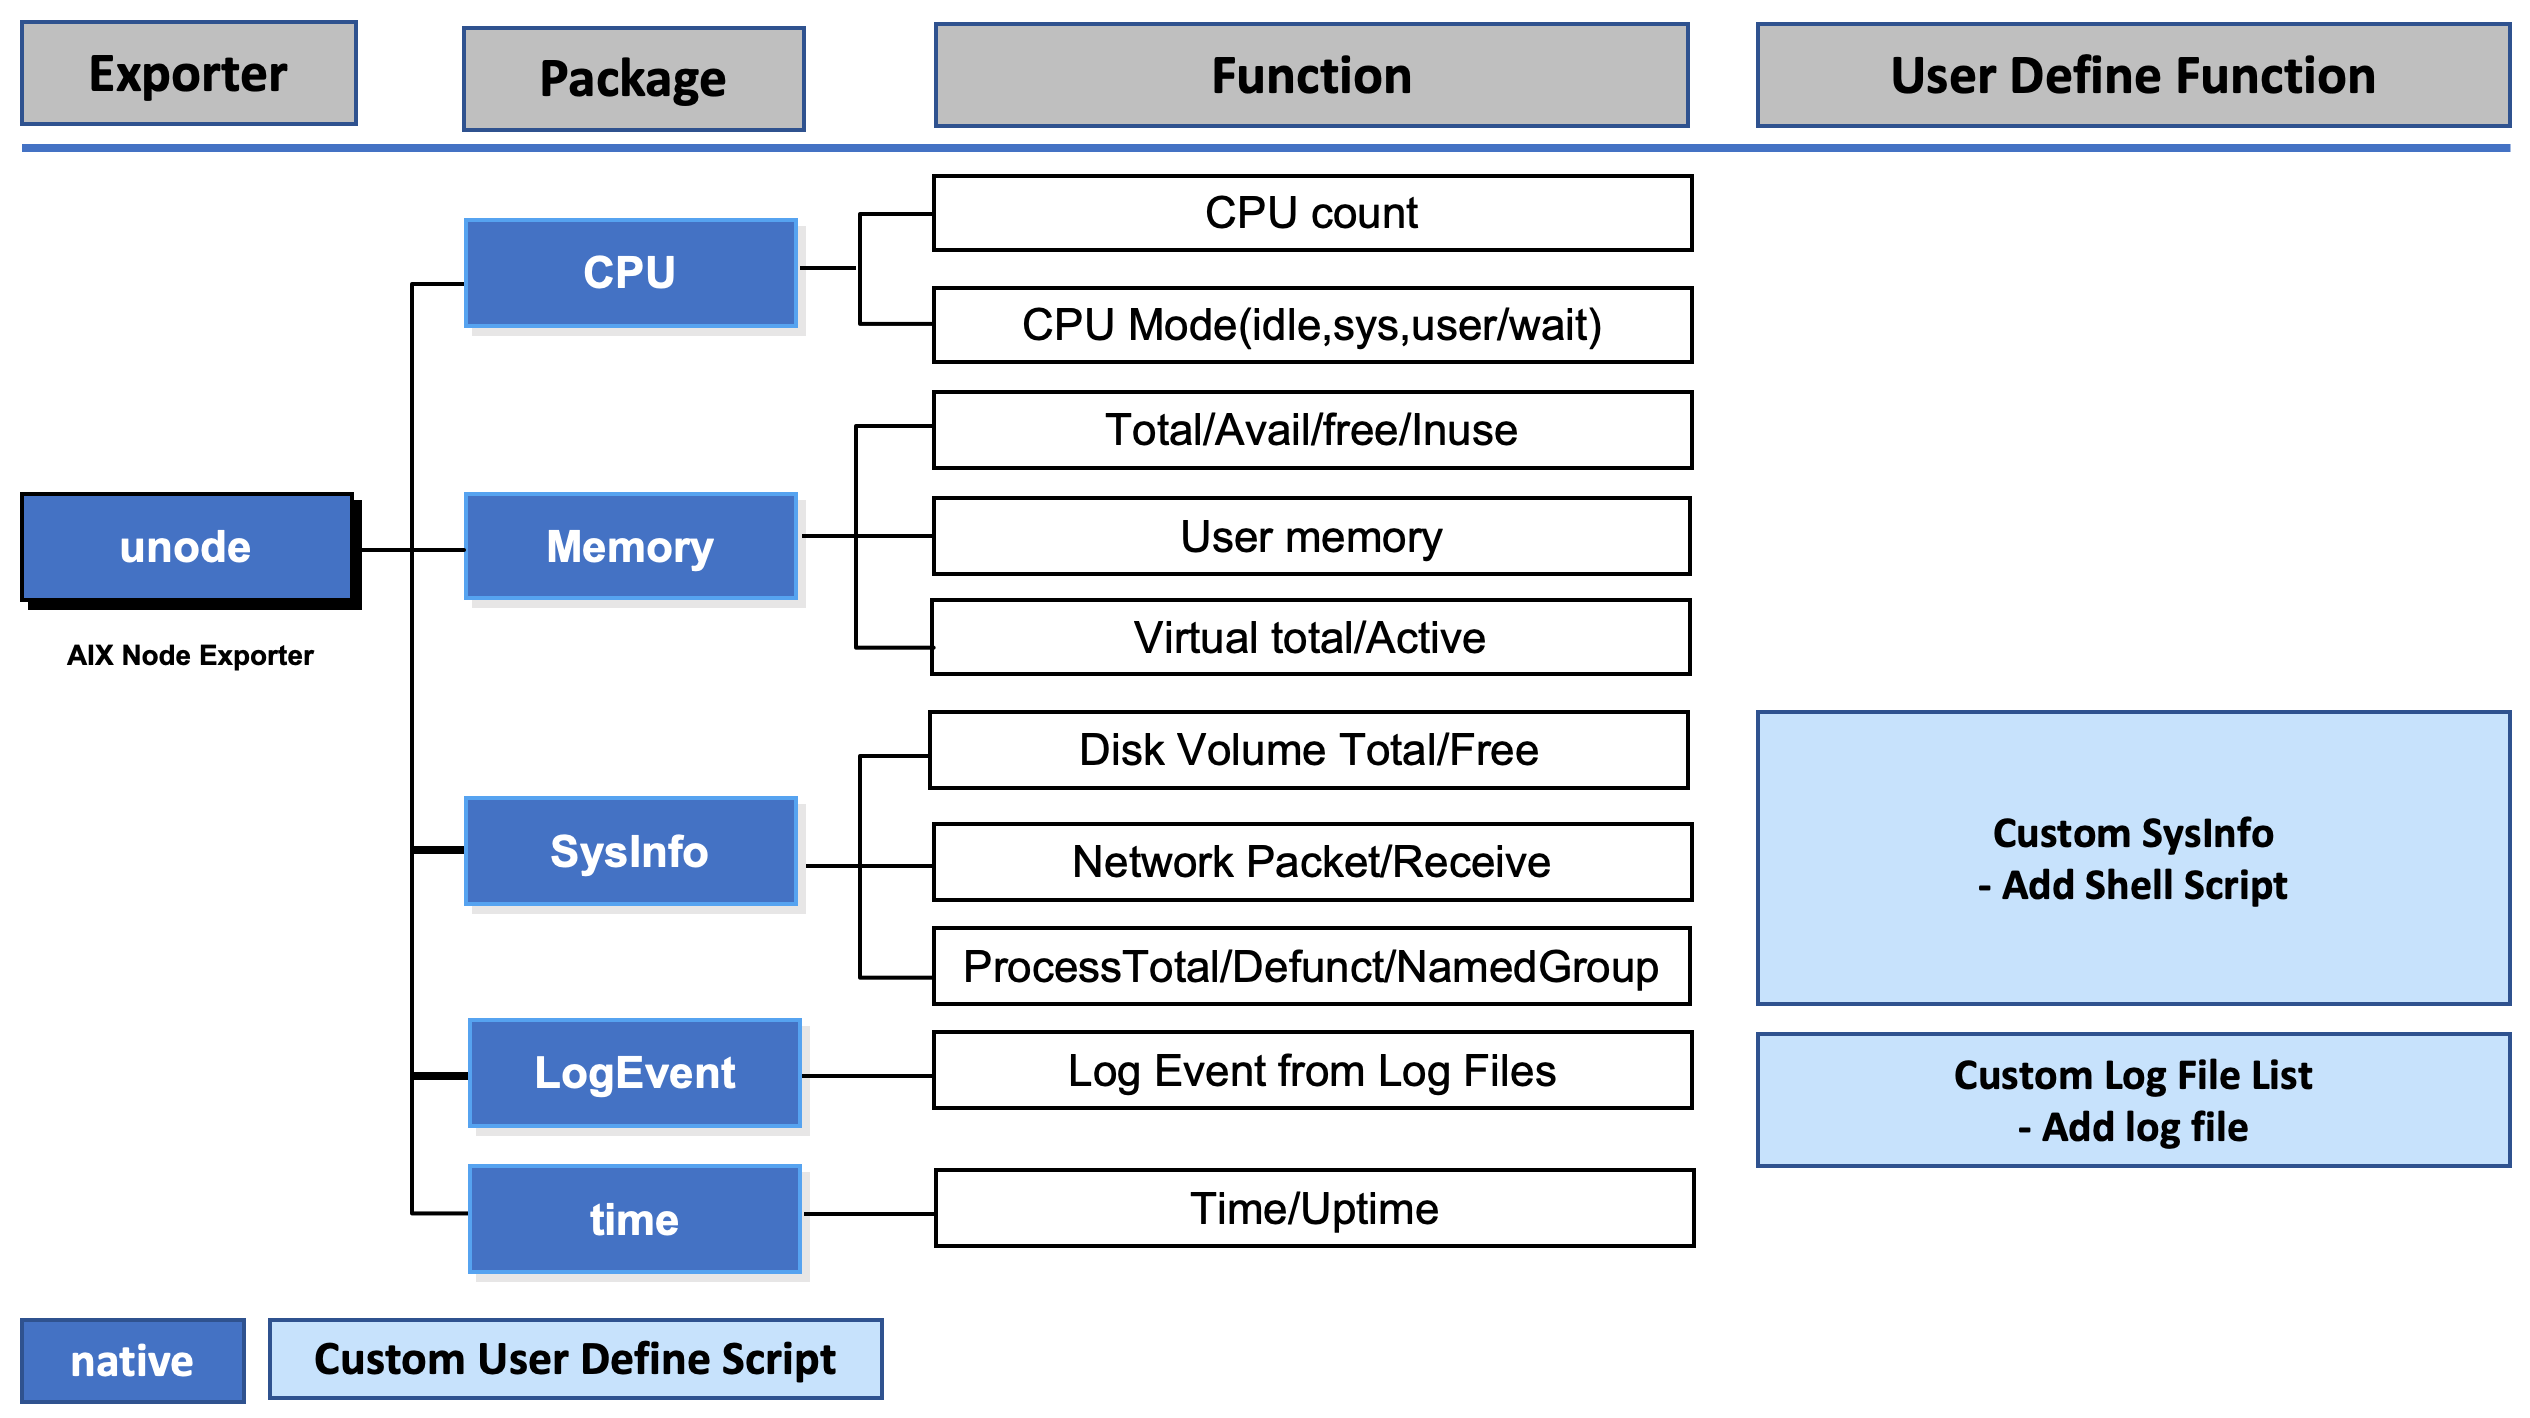 Exporter
Package
Function
User Define Function
CPU
CPU count
CPU Mode(idle,sys,user/wait)
unode
AIX Node Exporter
Memory
Total/Avail/free/Inuse
User memory
Virtual total/Active
SysInfo
Disk Volume Total/Free
Network Packet/Receive
ProcessTotal/Defunct/NamedGroup
Custom SysInfo
- Add Shell Script
LogEvent
Log Event from Log Files
Custom Log File List
- Add log file
time
Time/Uptime
native
Custom User Define Script